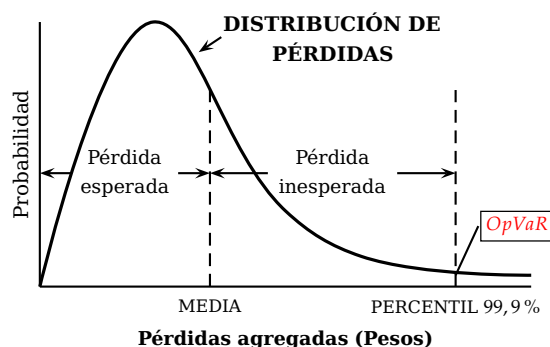 DISTRIBUCIÓN DE
PÉRDIDAS
Probabilidad
Pérdida
esperada
Pérdida
inesperada
OpVaR
MEDIA
PERCENTIL 99,9 %
Pérdidas agregadas (Pesos)